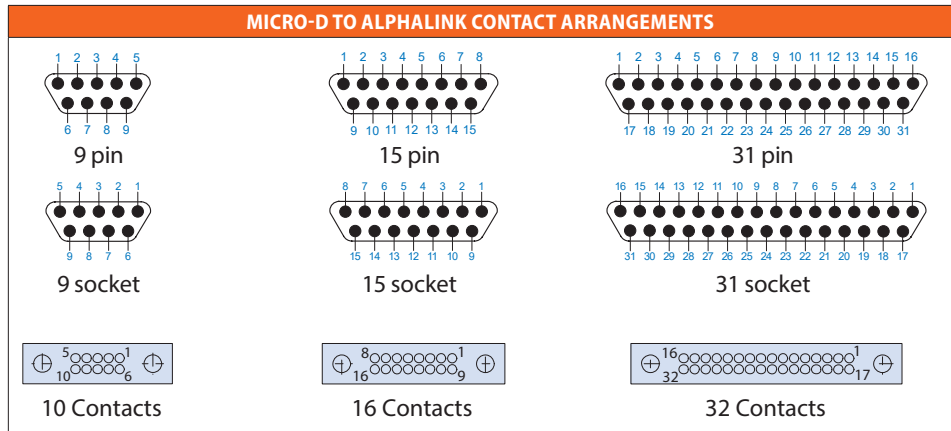 MICRO-D TO ALPHALINK CONTACT ARRANGEMENTS
1 2 3 4 5
6 7 8 9
9 pin
1 2 3 4 5 6 7 8
9 10 11 12 13 14 15
15 pin
1 2 3 4 5 6 7 8 9 10 11 12 13 14 15 16
17 18 19 20 21 22 23 24 25 26 27 28 29 30 31
31 pin
5 4 3 2 1
9 8 7 6
9 socket
8 7 6 5 4 3 2 1
15 14 13 12 11 10 9
15 socket
16 15 14 13 12 11 10 9 8 7 6 5 4 3 2 1
31 30 29 28 27 26 25 24 23 22 21 20 19 18 17
31 socket
5 1
10 6
10 Contacts
8 1
16 9
16 Contacts
16 1
32 17
32 Contacts